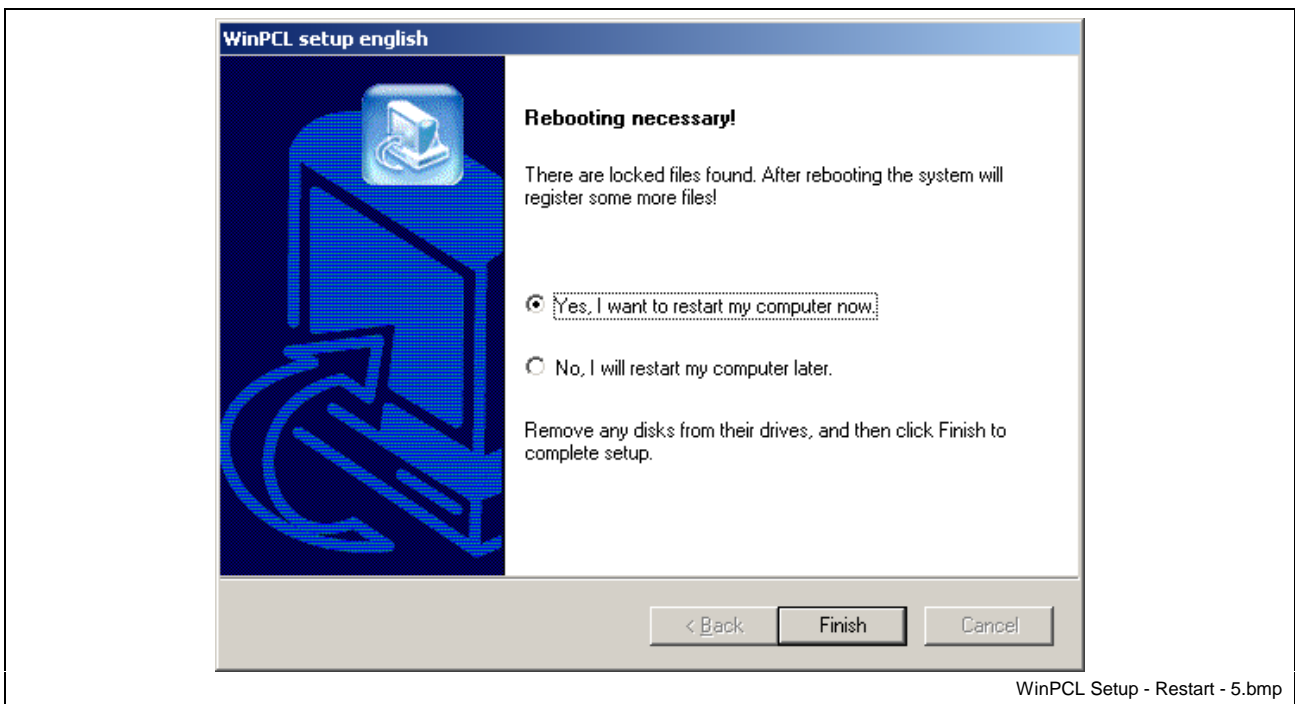 WinPCL setup english
Rebooting necessary!
There are locked files found. After rebooting the system will
register some more files!
Yes, I want to restart my computer now.
No, I will restart my computer later.
Remove any disks from their drives, and then click Finish to
complete setup.
< Back
Finish
Cancel
WinPCL Setup - Restart - 5.bmp